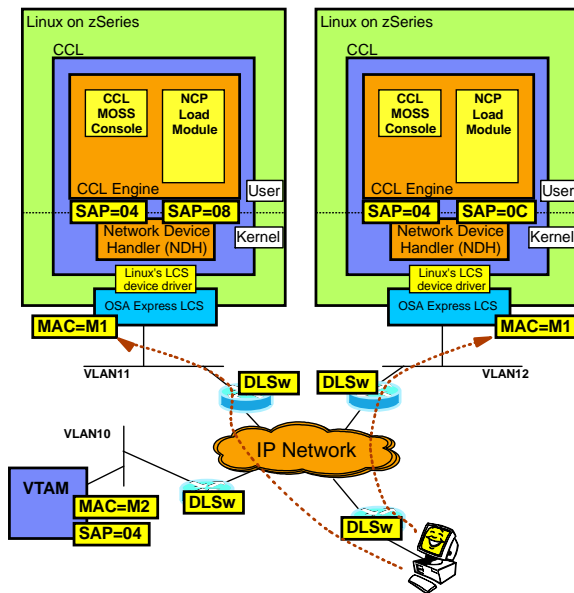 Linux on zSeries
CCL
CCL
MOSS
Console
NCP
Load
Module
CCL Engine
User
SAP=04
SAP=08
Network Device
Handler (NDH)
Kernel
Linux's LCS
device driver
OSA Express LCS
MAC=M1
VLAN11
DLSw
Linux on zSeries
CCL
CCL
MOSS
Console
NCP
Load
Module
CCL Engine
User
SAP=04
SAP=0C
Network Device
Handler (NDH)
Kernel
Linux's LCS
device driver
OSA Express LCS
MAC=M1
VLAN12
DLSw
VLAN10
IP Network
VTAM
MAC=M2
SAP=04
DLSw
DLSw